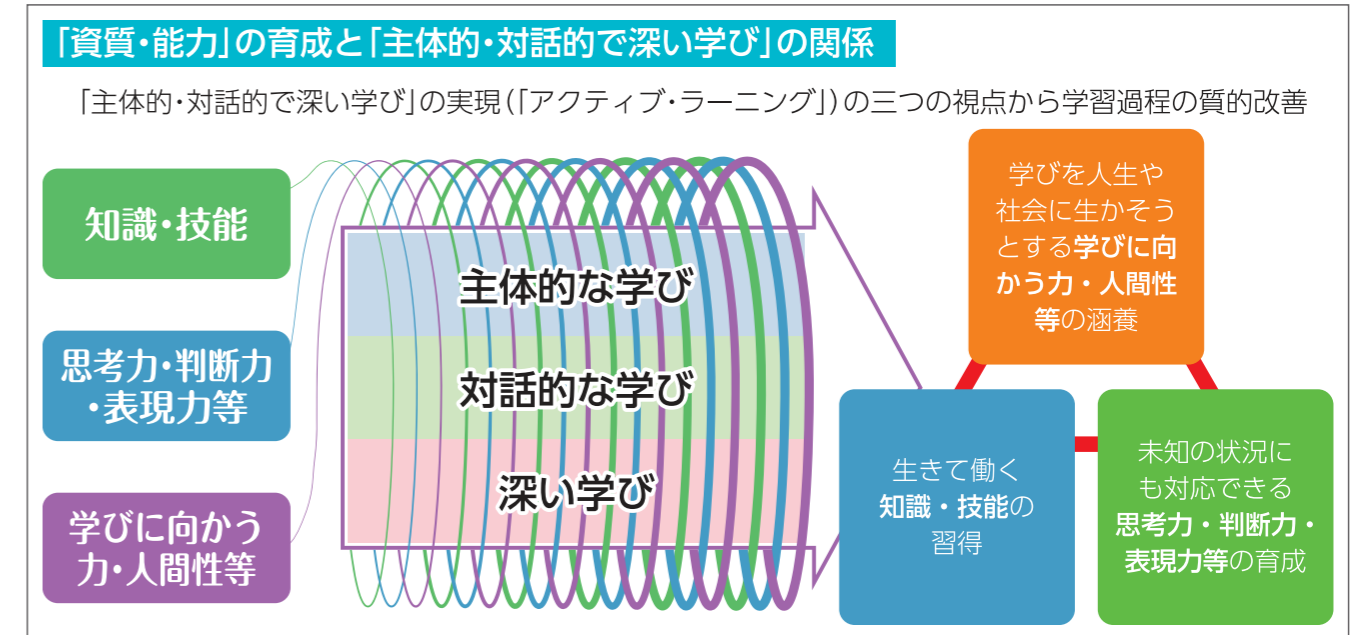 「資質・能力」の育成と「主体的・対話的で深い学び」の関係
「主体的・対話的で深い学び」の実現（「アクティブ・ラーニング」）の三つの視点から学習過程の質的改善
知識・技能
思考力・判断力
・表現力等
学びに向かう
力・人間性等
主体的な学び
対話的な学び
深い学び
学びを人生や
社会に生かそう
とする学びに向
かう力・人間性
等の涵養
生きて働く
知識・技能の
習得
未知の状況に
も対応できる
思考力・判断力・
表現力等の育成